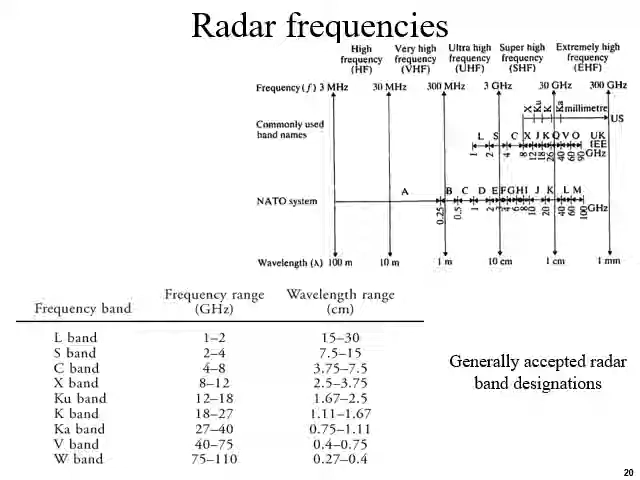 Radar frequencies
High frequency (HF)
Very high frequency (VHF)
Ultra high frequency (UHF)
Super high frequency (SHF)
Extremely high frequency (EHF)
Frequency (f) 3 MHz 30 MHz 300 MHz 3 GHz 30 GHz 300 GHz
X Ku K Ka millimetre
US
Commonly used band names
L S C X J K Q V O UK
IEE
1 2 4 8 12 18 26 40 60 90 GHz
NATO system
A B C D E F G H I J K L M
0.25 0.5 1 2 3 4 6 8 10 20 40 60 100 GHz
Wavelength (λ) 100 m 10 m 1 m 10 cm 1 cm 1 mm
Frequency band Frequency range (GHz) Wavelength range (cm)
L band 1–2 15–30
S band 2–4 7.5–15
C band 4–8 3.75–7.5
X band 8–12 2.5–3.75
Ku band 12–18 1.67–2.5
K band 18–27 1.11–1.67
Ka band 27–40 0.75–1.11
V band 40–75 0.4–0.75
W band 75–110 0.27–0.4
Generally accepted radar
band designations
20